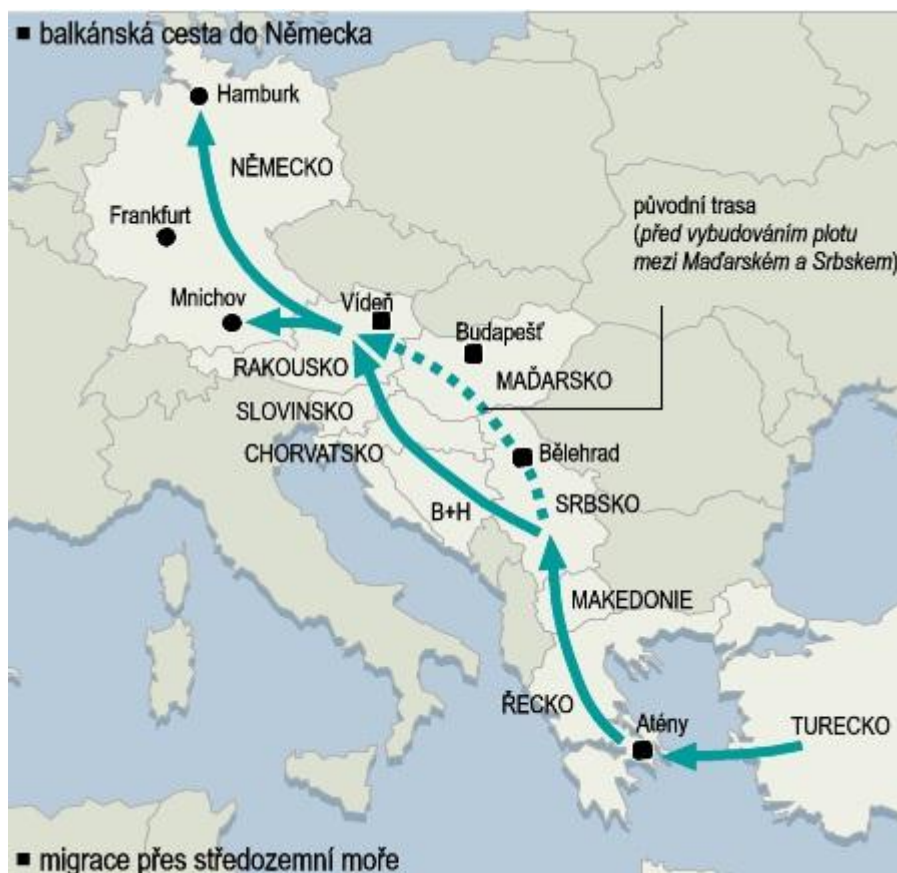 balkánská cesta do Německa
Hamburk
NĚMECKO
původní trasa
(před vybudováním plotu
mezi Maďarském a Srbskem)
Frankfurt
Mnichov
Vídeň
Budapešť
RAKOUSKO
MAĎARSKO
SLOVINSKO
CHORVATSKO
Bělehrad
B+H
SRBSKO
MAKEDONIE
ŘECKO
Atény
TURECKO
migrace přes středozemní moře